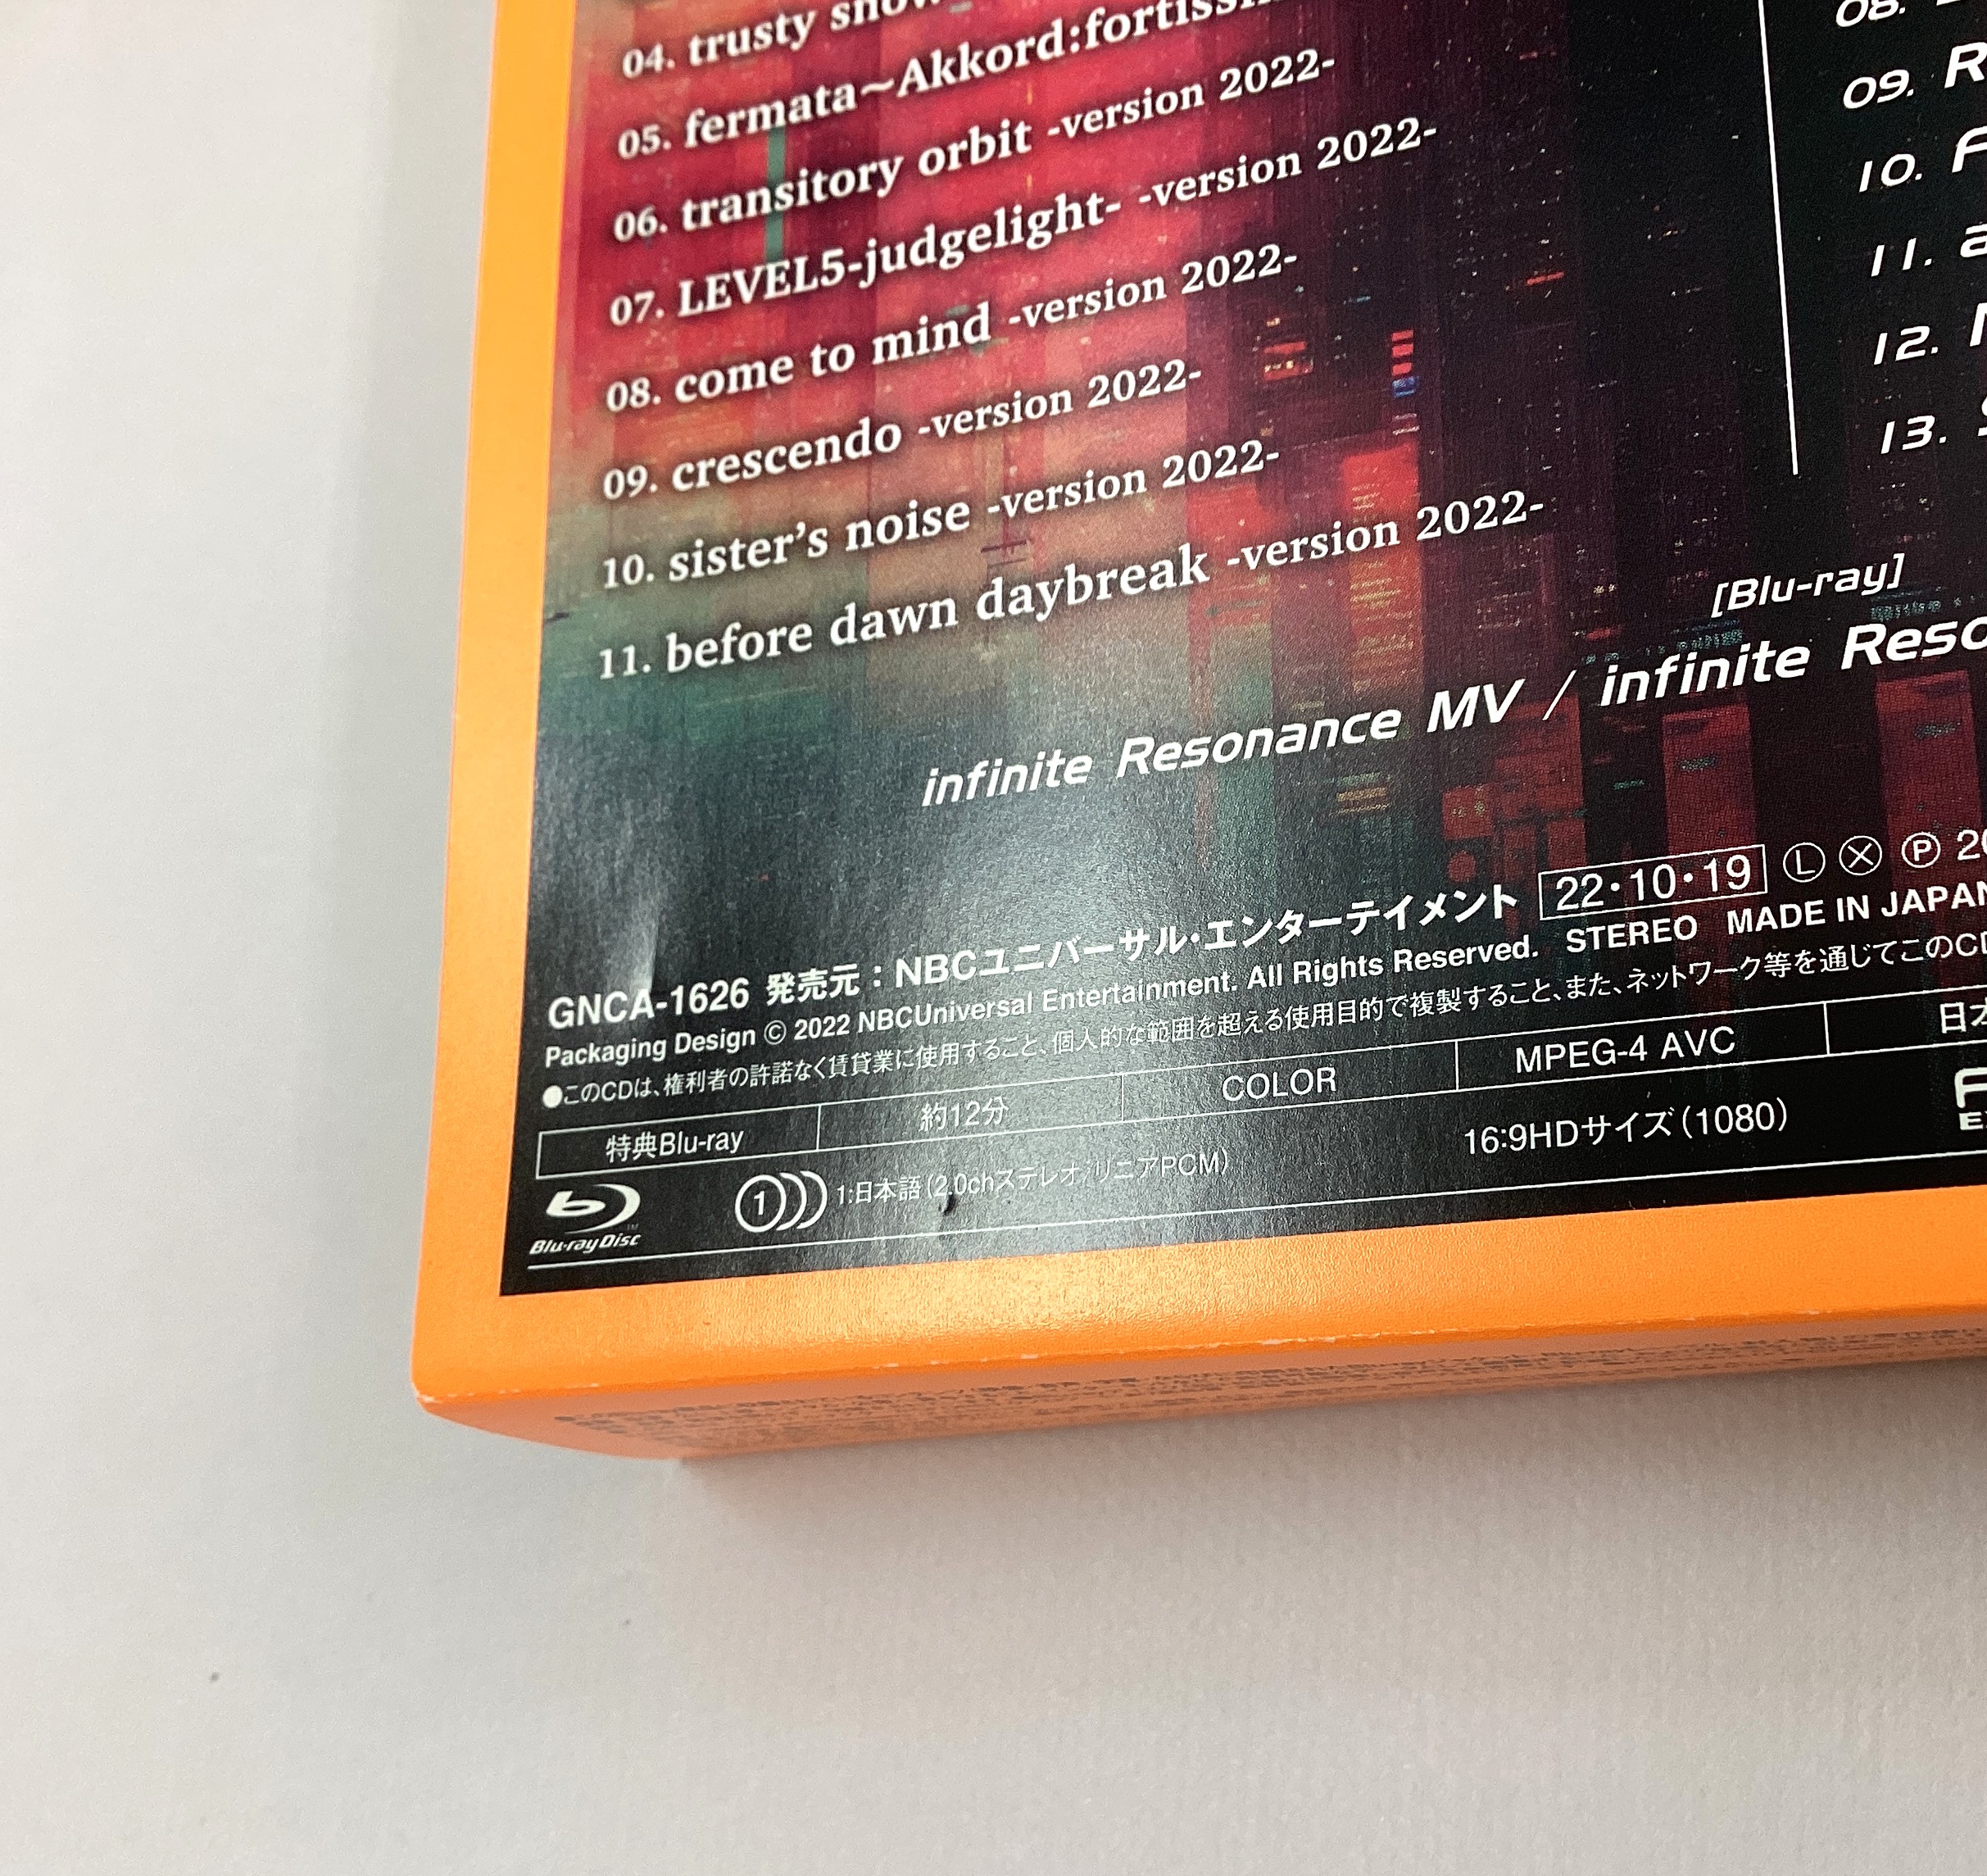 04. trusty
05. fermata~Akkord:fortissi
06. transitory orbit -version 2022-
07. LEVEL5-judgelight- -version 2022-
08. come to mind -version 2022-
09. crescendo -version 2022-
10. sister's noise -version 2022-
11. before dawn daybreak -version 2022-
08.
09. R
10. F
11. a
12.
13. S
[Blu-ray]
infinite Resonance MV / infinite Reso
GNCA-1626 発売元：NBCユニバーサル・エンターテイメント 22・10・19 Ⓛ Ⓧ Ⓟ 20
Packaging Design © 2022 NBCUniversal Entertainment. All Rights Reserved. STEREO MADE IN JAPAN
●このCDは、権利者の許諾なく賃貸業に使用すること、個人的な範囲を超える使用目的で複製すること、また、ネットワーク等を通じてこのCD
特典Blu-ray 約12分 COLOR MPEG-4 AVC 日本
Blu-ray Disc 1 1:日本語（2.0chステレオ/リニアPCM） 16:9HDサイズ（1080）